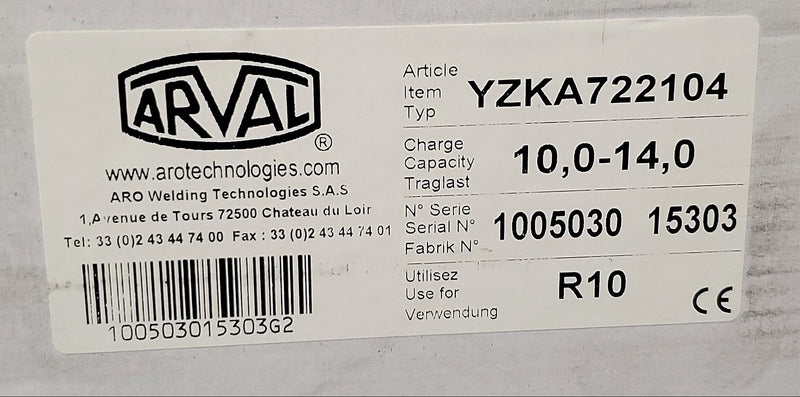 ARVAL
®
www.arotechnologies.com
ARO Welding Technologies S.A.S
1,Avenue de Tours 72500 Chateau du Loir
Tel: 33 (0)2 43 44 74 00 Fax : 33 (0)2 43 44 74 01
100503015303G2
Article
Item
Typ
YZKA722104
Charge
Capacity
Traglast
10,0-14,0
N° Serie
Serial N°
Fabrik N°
1005030 15303
Utilisez
Use for
Verwendung
R10
CE